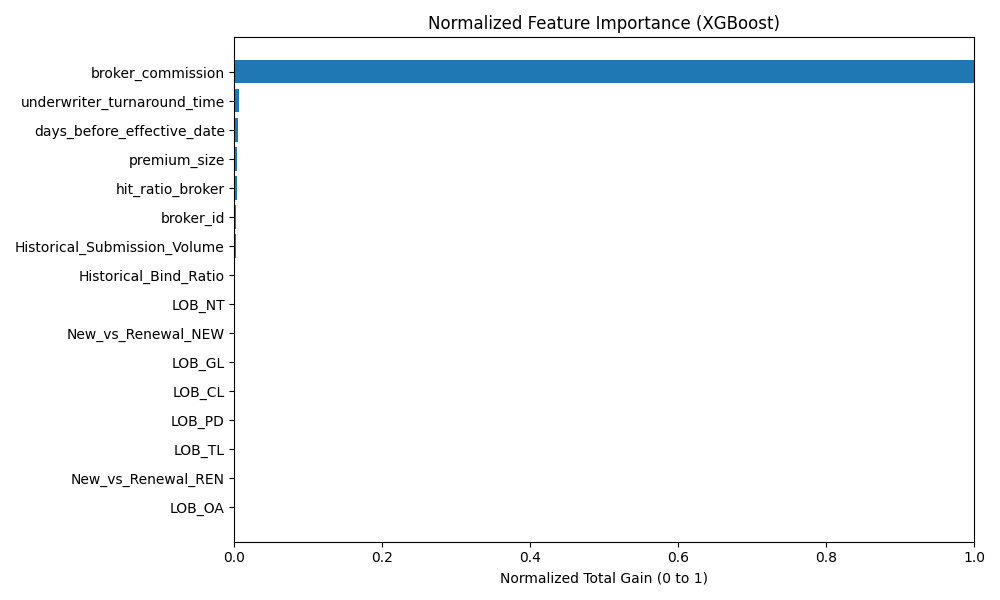 Normalized Feature Importance (XGBoost)
broker_commission
underwriter_turnaround_time
days_before_effective_date
premium_size
hit_ratio_broker
broker_id
Historical_Submission_Volume
Historical_Bind_Ratio
LOB_NT
New_vs_Renewal_NEW
LOB_GL
LOB_CL
LOB_PD
LOB_TL
New_vs_Renewal_REN
LOB_OA
0.0 0.2 0.4 0.6 0.8 1.0
Normalized Total Gain (0 to 1)